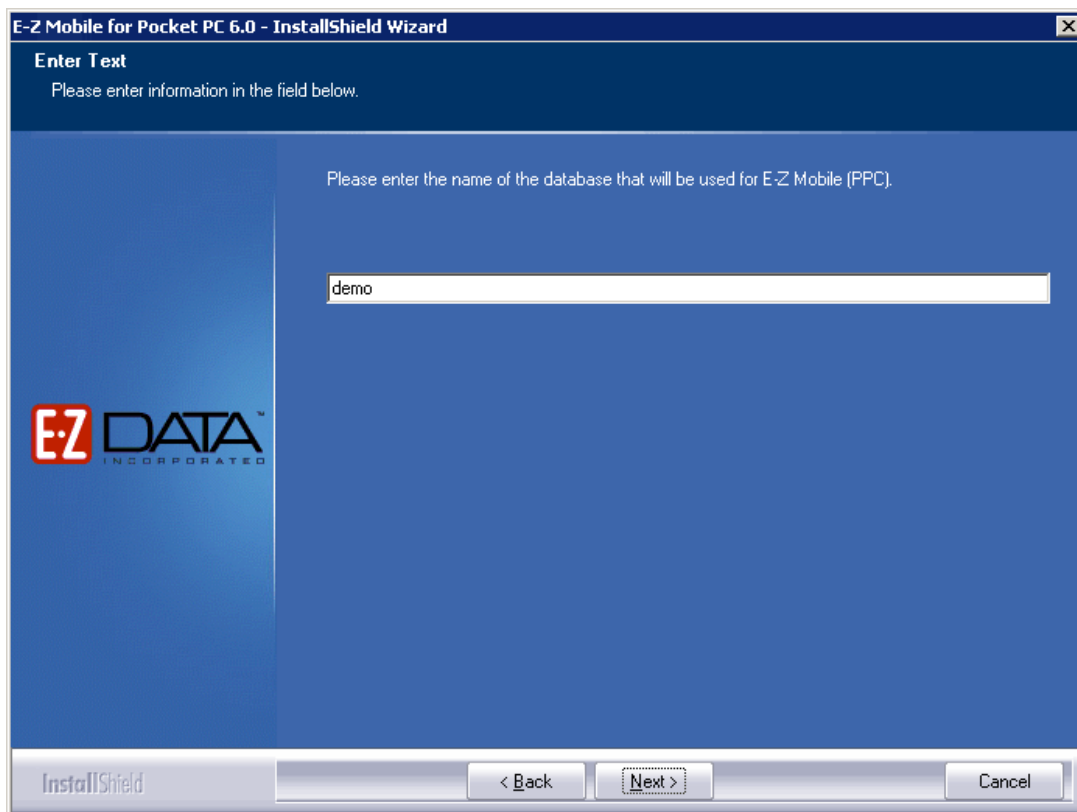 E-Z Mobile for Pocket PC 6.0 - InstallShield Wizard
Enter Text
Please enter information in the field below.
Please enter the name of the database that will be used for E-Z Mobile (PPC).
demo
E-Z DATA™
INCORPORATED
InstallShield
< Back
Next >
Cancel